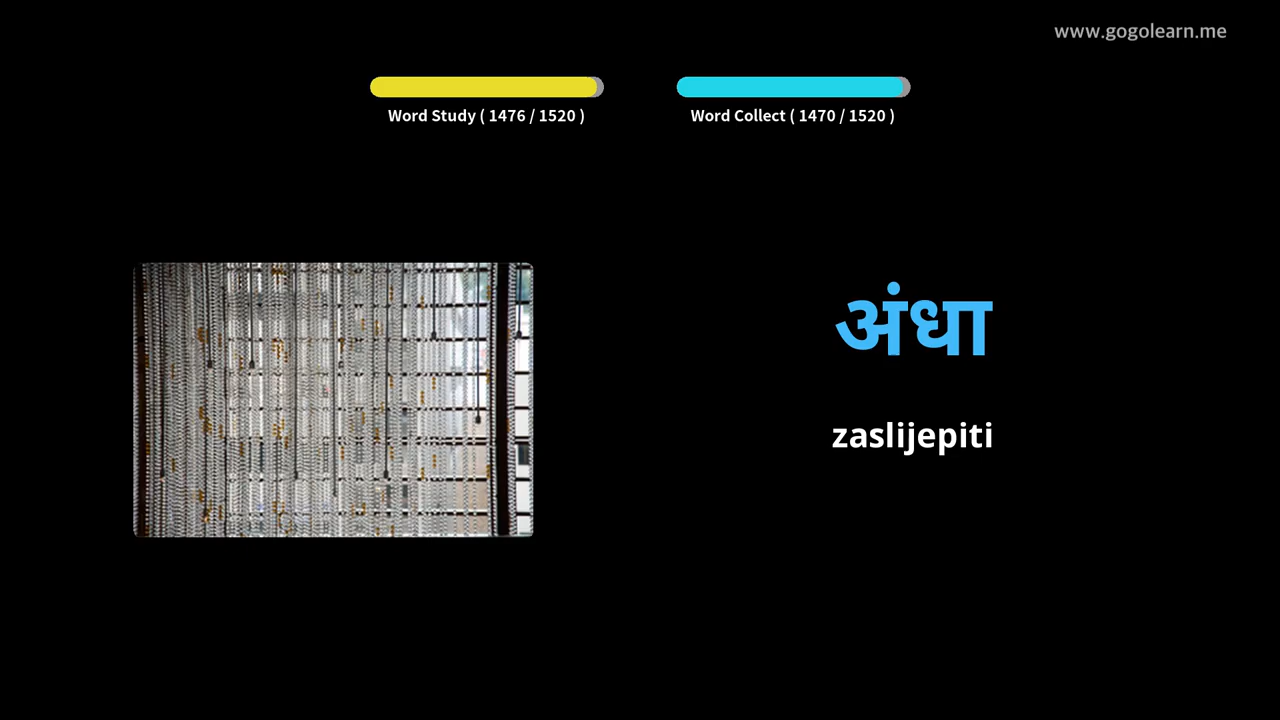 www.gogolearn.me
Word Study ( 1476 / 1520 )
Word Collect ( 1470 / 1520 )
अंधा
zaslijepiti